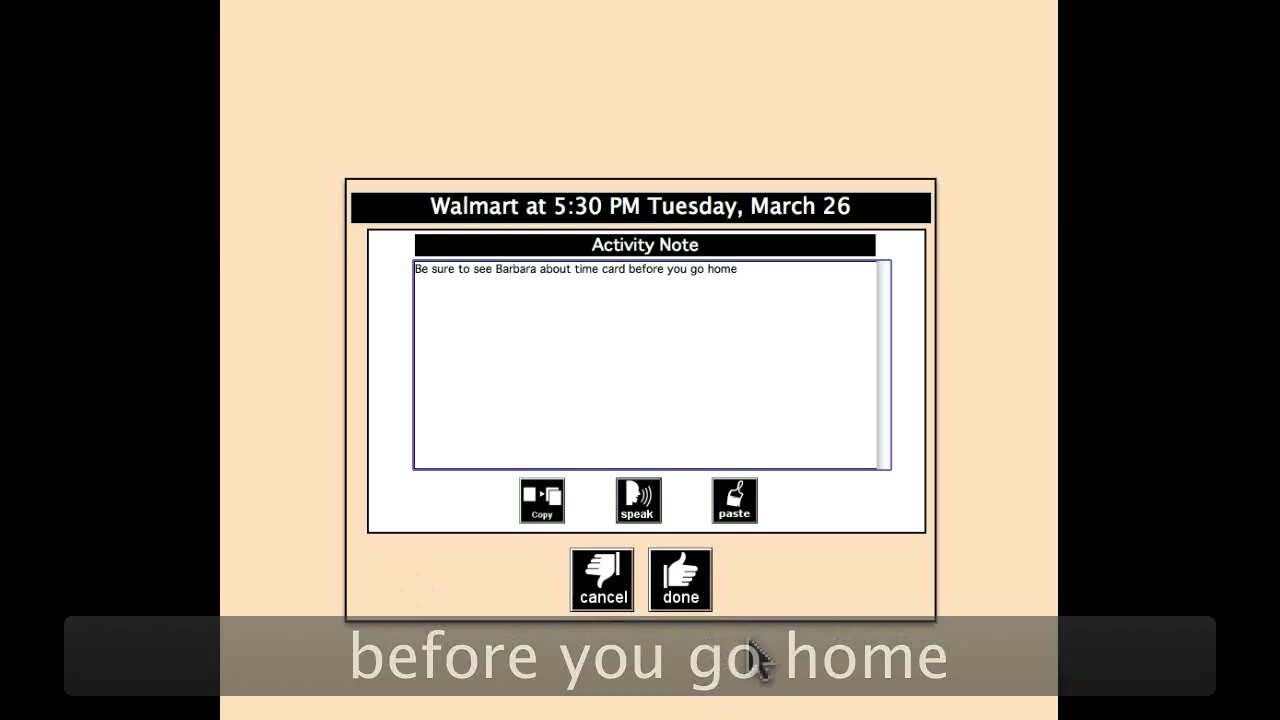 Walmart at 5:30 PM Tuesday, March 26
Activity Note
Be sure to see Barbara about time card before you go home
Copy
speak
paste
cancel
done
before you go home